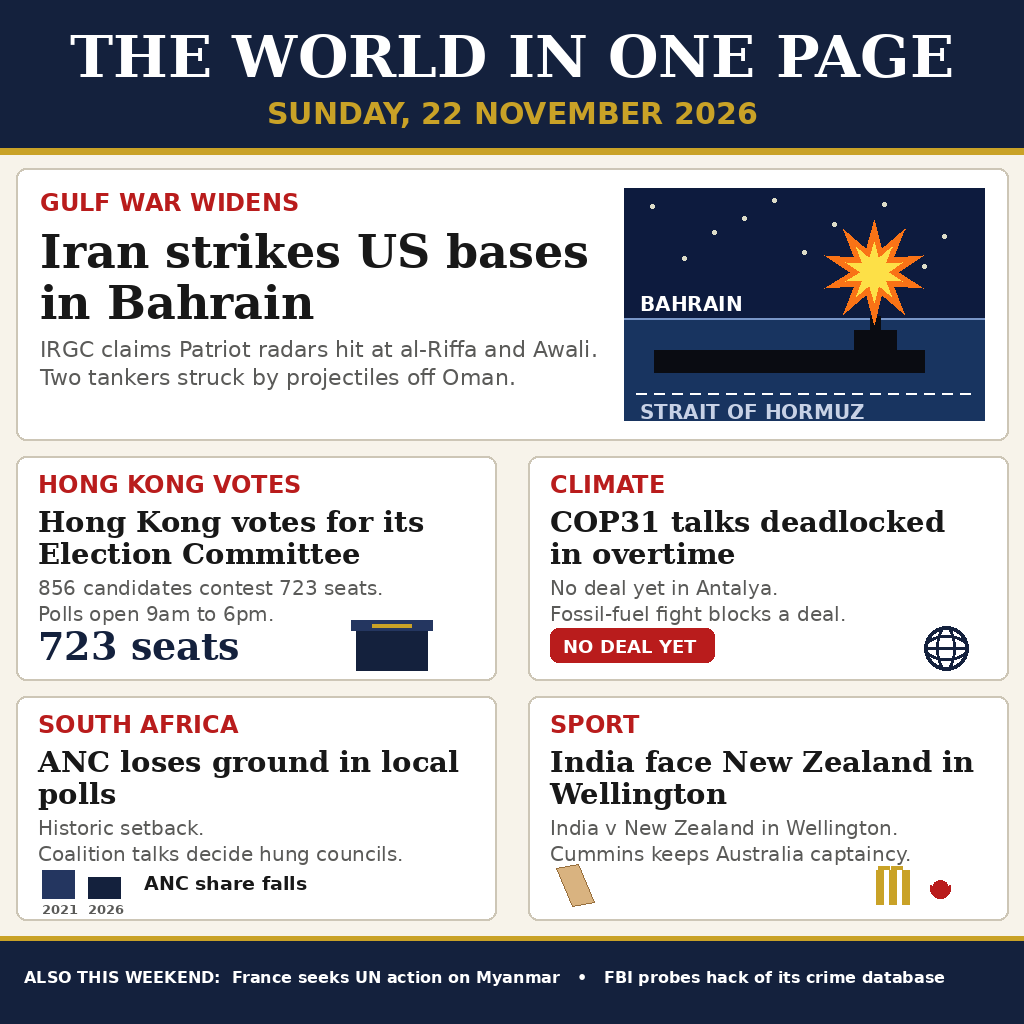 THE WORLD IN ONE PAGE
SUNDAY, 22 NOVEMBER 2026
GULF WAR WIDENS
Iran strikes US bases
in Bahrain
IRGC claims Patriot radars hit at al-Riffa and Awali.
Two tankers struck by projectiles off Oman.
BAHRAIN
STRAIT OF HORMUZ
HONG KONG VOTES
Hong Kong votes for its
Election Committee
856 candidates contest 723 seats.
Polls open 9am to 6pm.
723 seats
CLIMATE
COP31 talks deadlocked
in overtime
No deal yet in Antalya.
Fossil-fuel fight blocks a deal.
NO DEAL YET
SOUTH AFRICA
ANC loses ground in local
polls
Historic setback.
Coalition talks decide hung councils.
ANC share falls
2021 2026
SPORT
India face New Zealand in
Wellington
India v New Zealand in Wellington.
Cummins keeps Australia captaincy.
ALSO THIS WEEKEND: France seeks UN action on Myanmar • FBI probes hack of its crime database